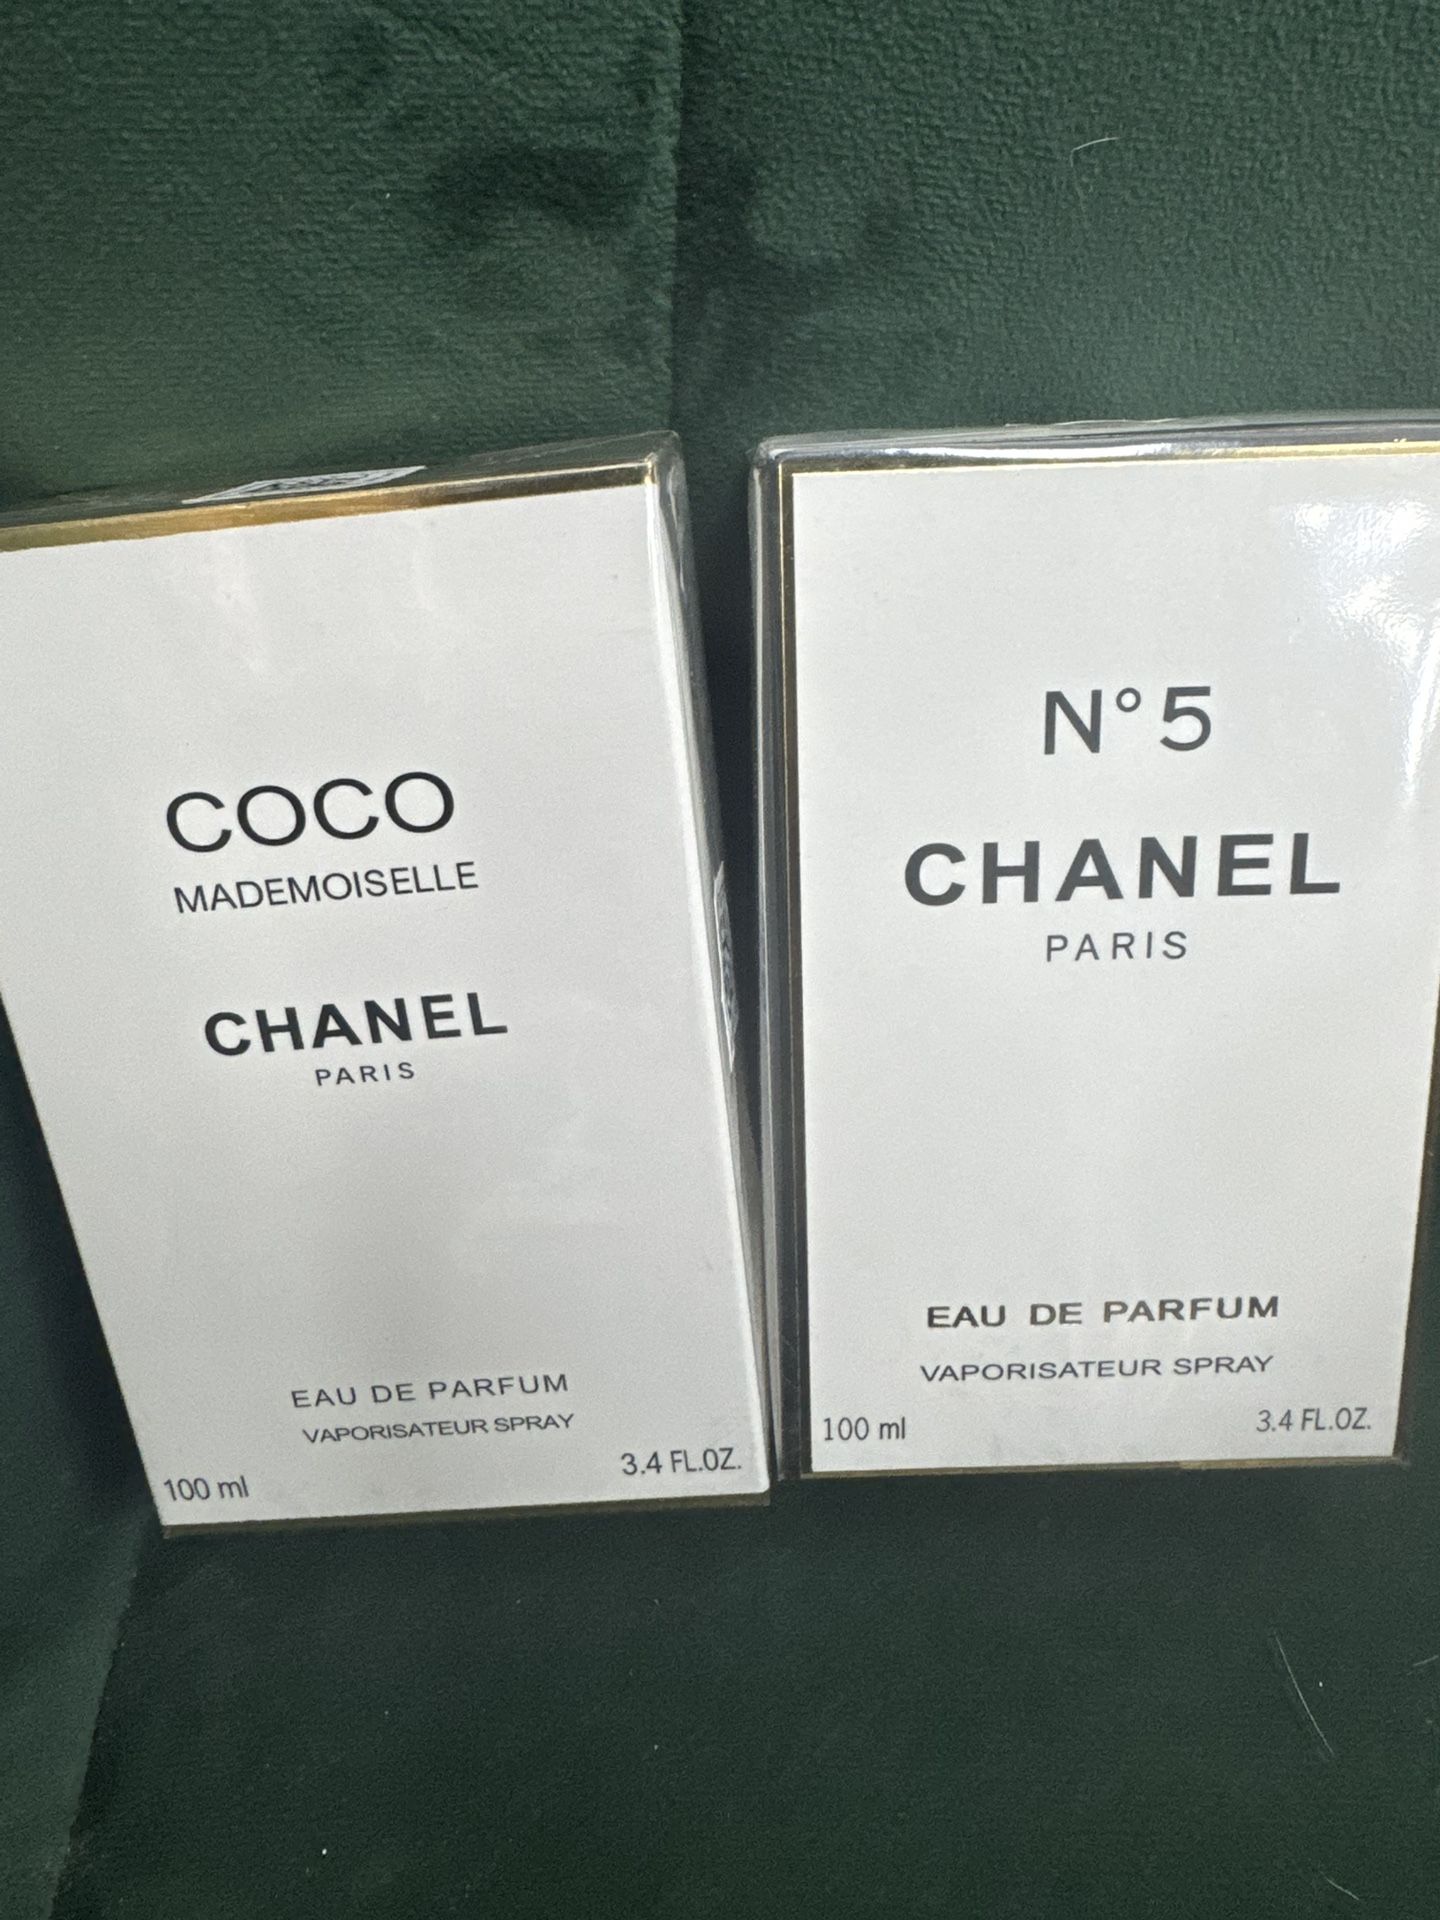 COCO
MADEMOISELLE
CHANEL
PARIS
EAU DE PARFUM
VAPORISATEUR SPRAY
100 ml
3.4 FL.OZ.
N°5
CHANEL
PARIS
EAU DE PARFUM
VAPORISATEUR SPRAY
100 ml
3.4 FL.OZ.